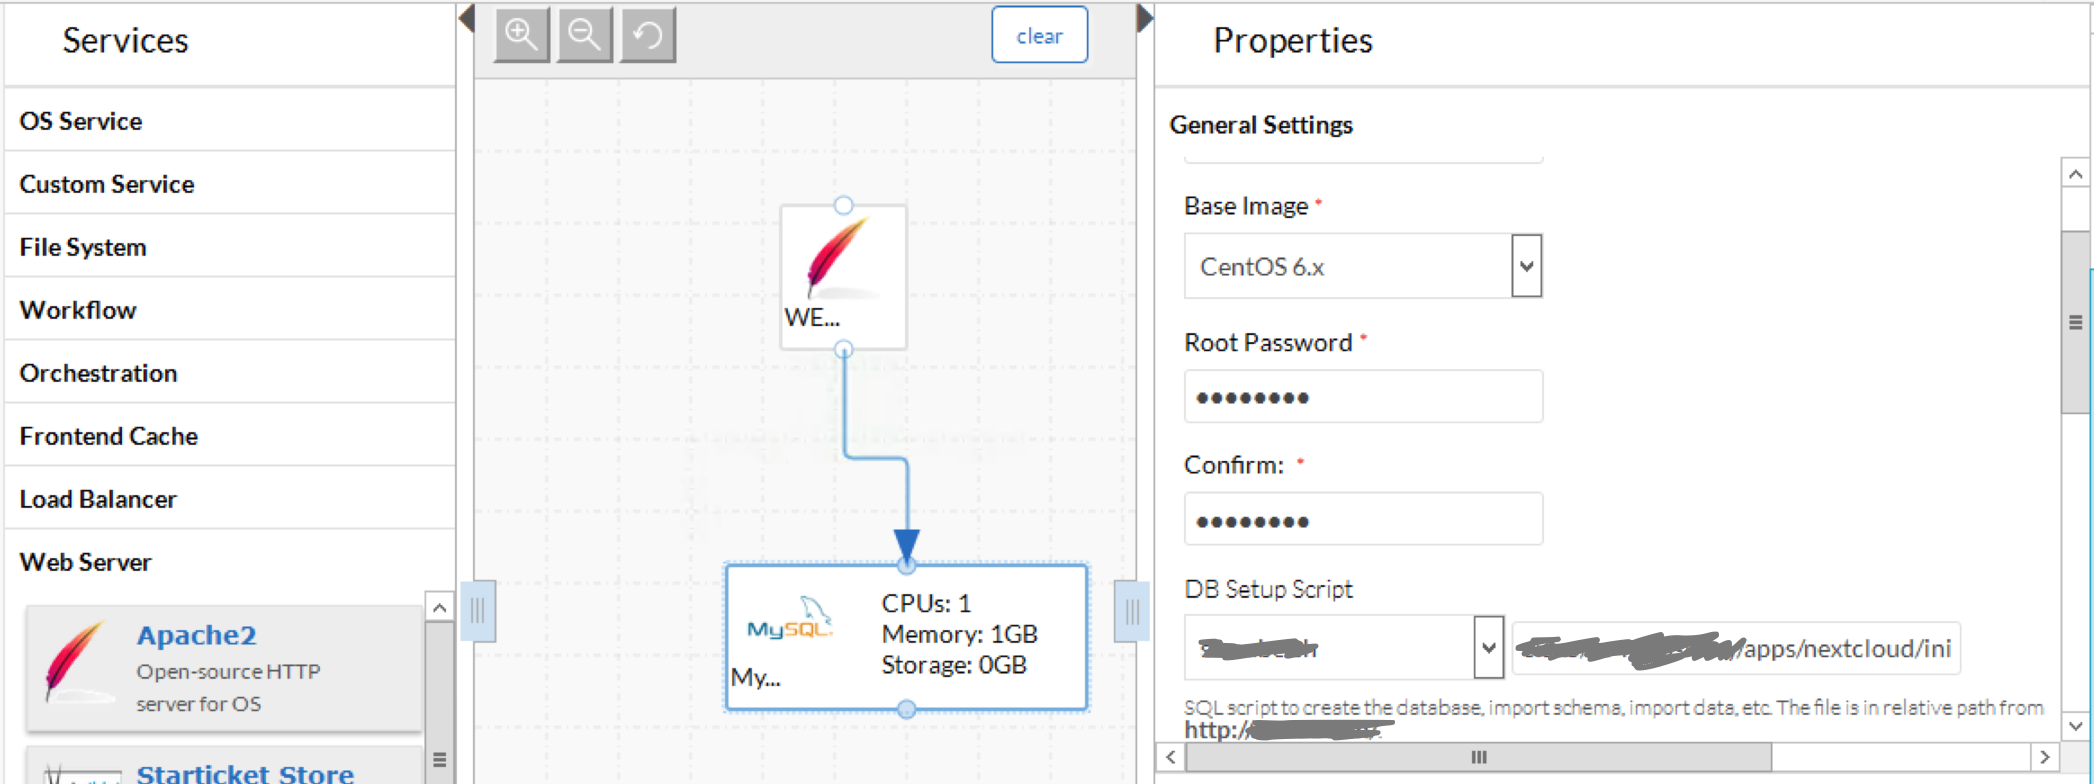 Services
OS Service
Custom Service
File System
Workflow
Orchestration
Frontend Cache
Load Balancer
Web Server
Apache2
Open-source HTTP
server for OS
Starticket Store
clear
WE...
MySQL
CPUs: 1
Memory: 1GB
Storage: 0GB
My...
Properties
General Settings
Base Image *
CentOS 6.x
Root Password *
••••••••
Confirm: *
••••••••
DB Setup Script
/apps/nextcloud/ini
SQL script to create the database, import schema, import data, etc. The file is in relative path from
http://